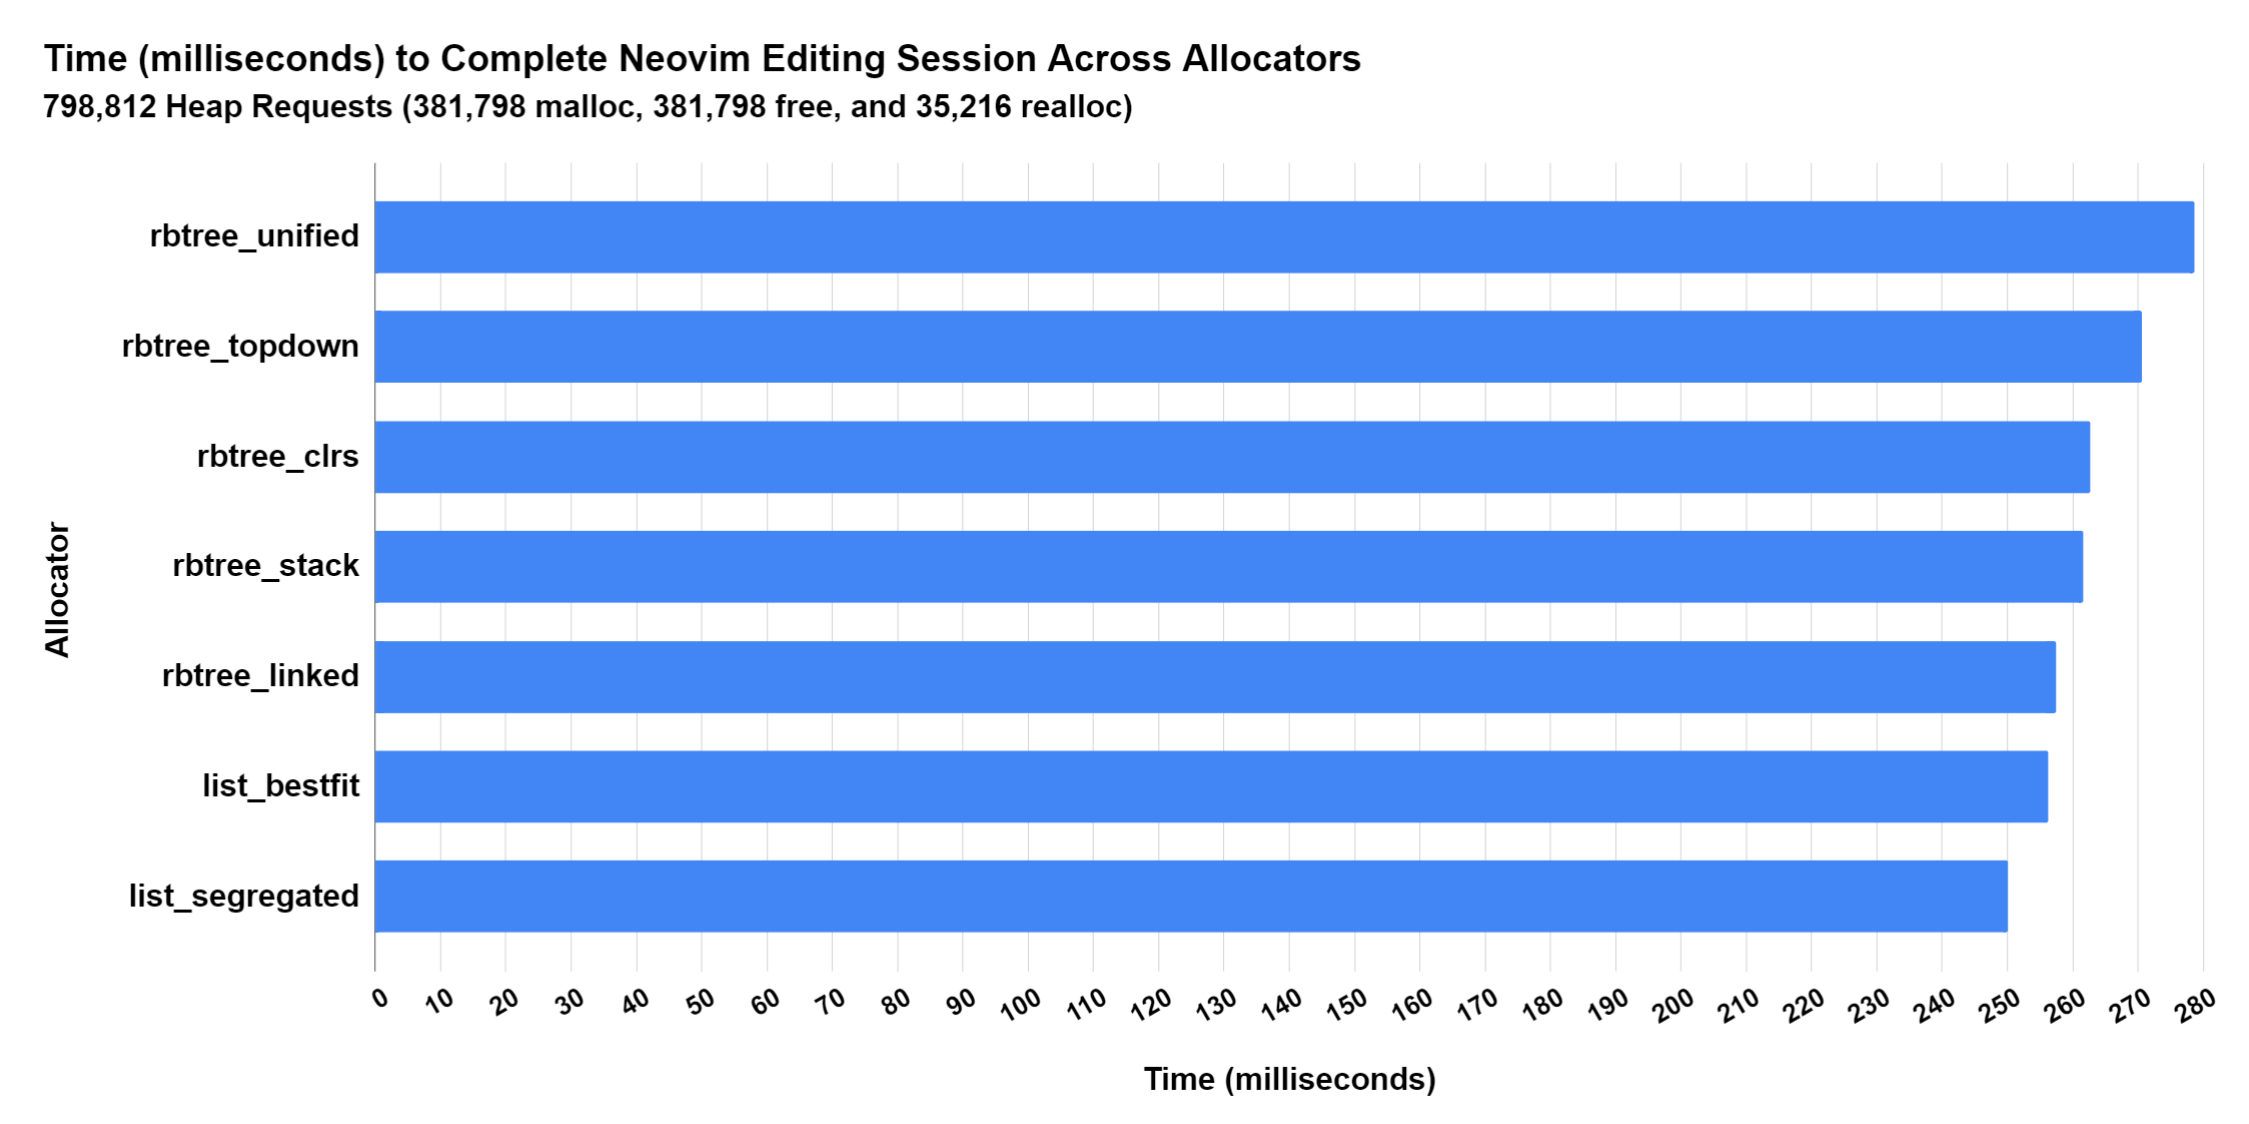 Time (milliseconds) to Complete Neovim Editing Session Across Allocators
798,812 Heap Requests (381,798 malloc, 381,798 free, and 35,216 realloc)
Allocator
rbtree_unified
rbtree_topdown
rbtree_clrs
rbtree_stack
rbtree_linked
list_bestfit
list_segregated
0 10 20 30 40 50 60 70 80 90 100 110 120 130 140 150 160 170 180 190 200 210 220 230 240 250 260 270 280
Time (milliseconds)